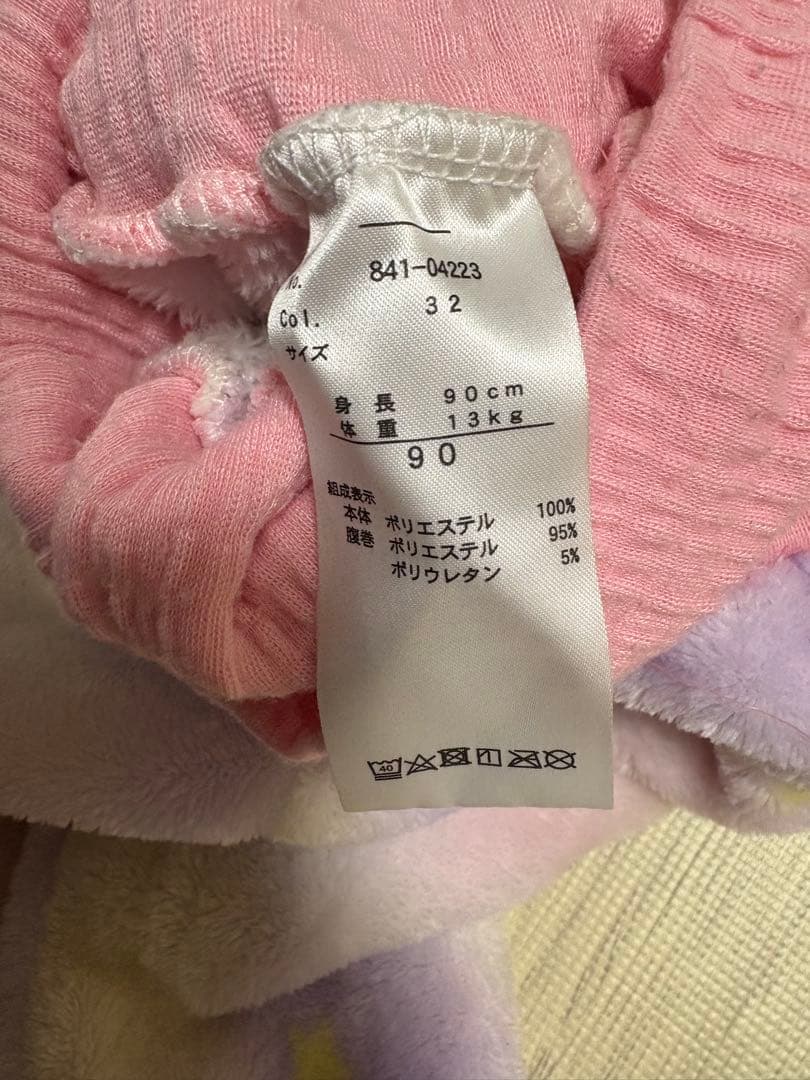 No. 841-04223
Col. 32
サイズ
身長 90cm
体重 13kg
90
組成表示
本体 ポリエステル 100%
腹巻 ポリエステル 95%
ポリウレタン 5%
40